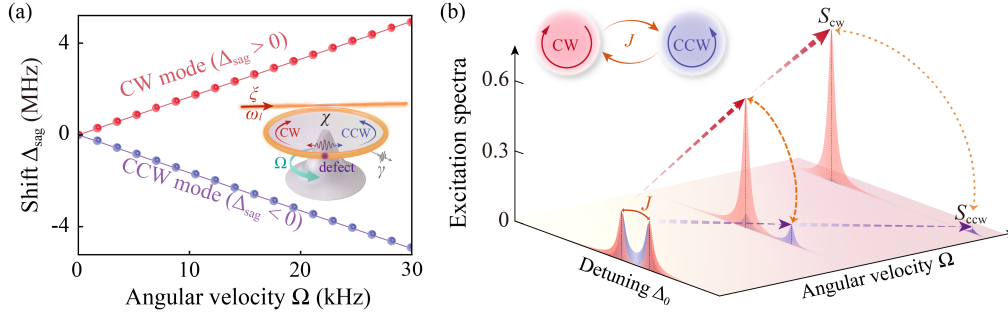 (a)
4
0
-4
Shift Δsag (MHz)
CW mode (Δsag > 0)
CCW mode (Δsag < 0)
ξ
ωl
χ
CW
CCW
Ω
defect
γ
0
10
20
30
Angular velocity Ω (kHz)
(b)
CW
J
CCW
Scw
0.6
0.3
0
Excitation spectra
J
Sccw
Detuning Δ0
Angular velocity Ω